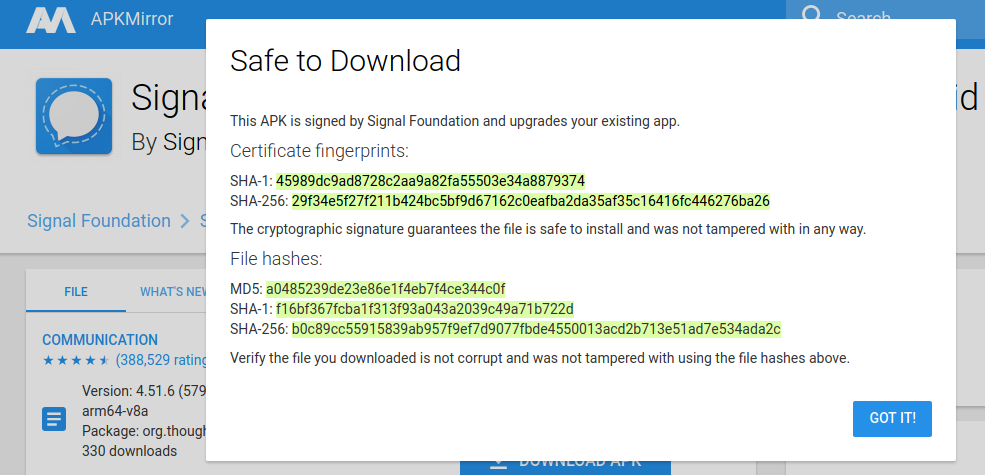 APKMirror
Search
Safe to Download
Signa
id
By Sign
This APK is signed by Signal Foundation and upgrades your existing app.
Certificate fingerprints:
SHA-1: 45989dc9ad8728c2aa9a82fa55503e34a8879374
SHA-256: 29f34e5f27f211b424bc5bf9d67162c0eafba2da35af35c16416fc446276ba26
Signal Foundation
The cryptographic signature guarantees the file is safe to install and was not tampered with in any way.
File hashes:
MD5: a0485239de23e86e1f4eb7f4ce344c0f
SHA-1: f16bf367fcba1f313f93a043a2039c49a71b722d
SHA-256: b0c89cc55915839ab957f9ef7d9077fbde4550013acd2b713e51ad7e534ada2c
Verify the file you downloaded is not corrupt and was not tampered with using the file hashes above.
GOT IT!
FILE
WHAT'S NEW
COMMUNICATION
(388,529 rating
Version: 4.51.6 (579
arm64-v8a
Package: org.though
330 downloads
DOWNLOAD APK